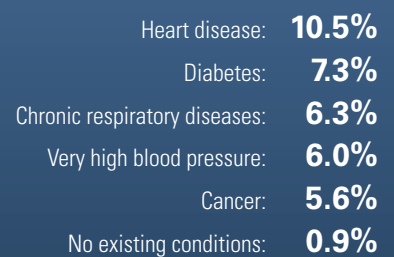 Heart disease: 10.5%
Diabetes: 7.3%
Chronic respiratory diseases: 6.3%
Very high blood pressure: 6.0%
Cancer: 5.6%
No existing conditions: 0.9%